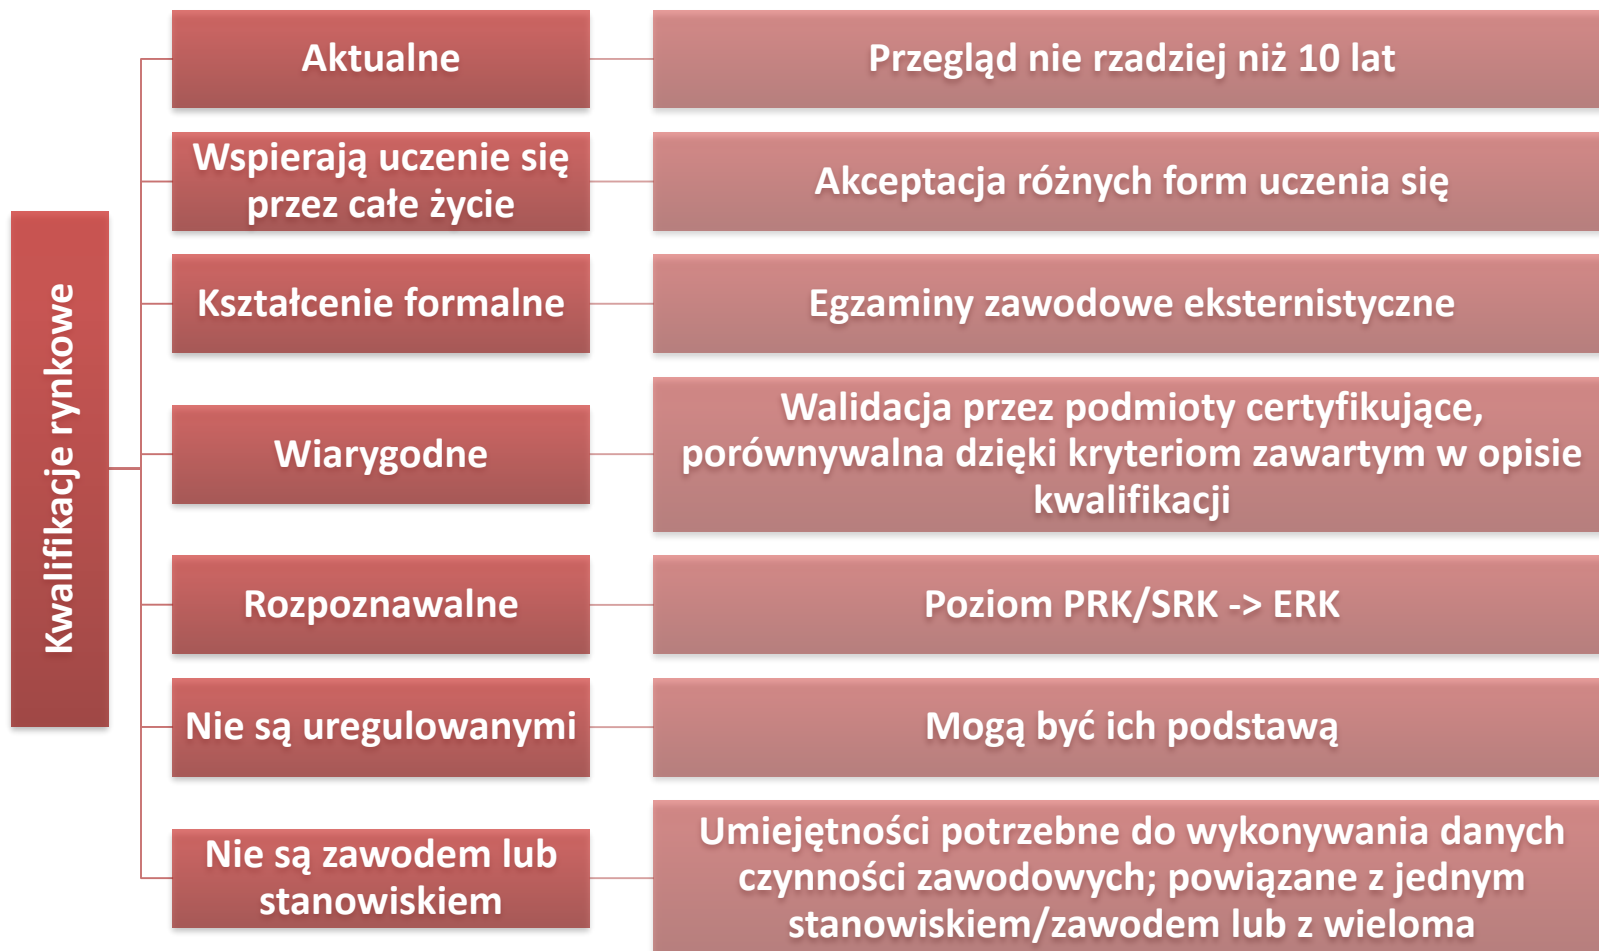 Kwalifikacje rynkowe
Aktualne
Przegląd nie rzadziej niż 10 lat
Wspierają uczenie się
przez całe życie
Akceptacja różnych form uczenia się
Kształcenie formalne
Egzaminy zawodowe eksternistyczne
Wiarygodne
Walidacja przez podmioty certyfikujące,
porównywalna dzięki kryteriom zawartym w opisie
kwalifikacji
Rozpoznawalne
Poziom PRK/SRK -> ERK
Nie są uregulowanymi
Mogą być ich podstawą
Nie są zawodem lub
stanowiskiem
Umiejętności potrzebne do wykonywania danych
czynności zawodowych; powiązane z jednym
stanowiskiem/zawodem lub z wieloma